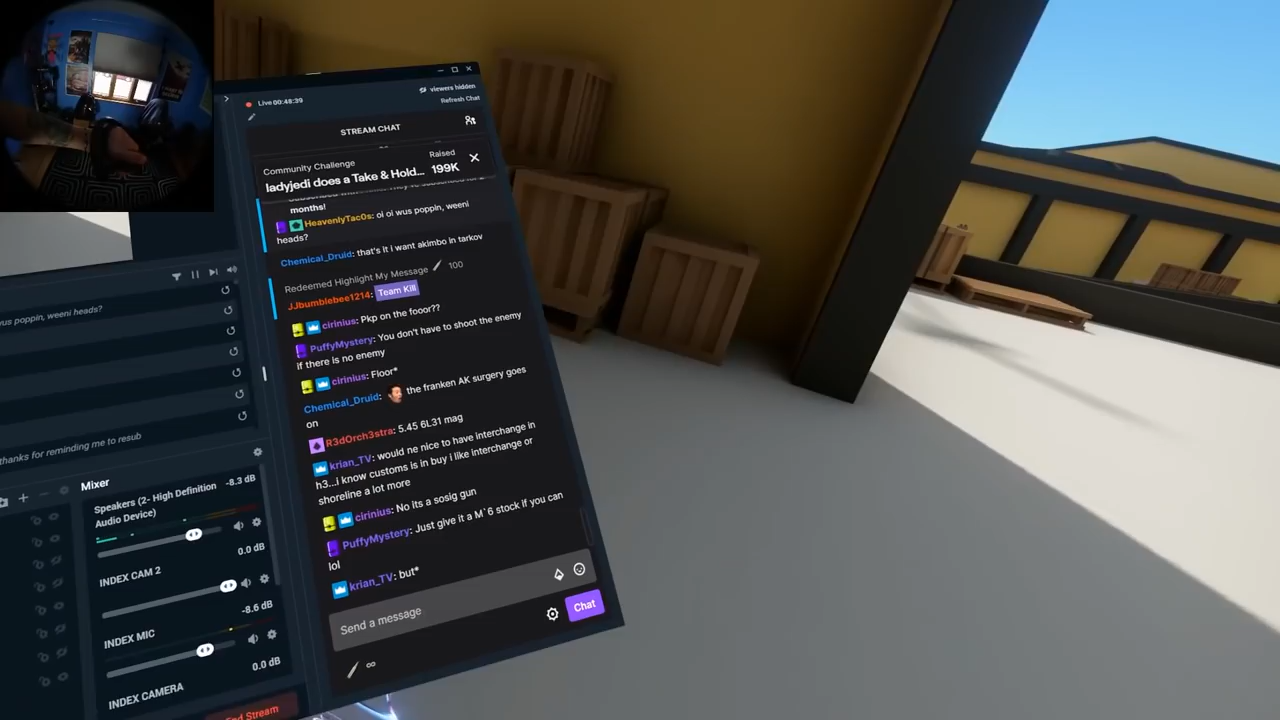 Live 00:48:39
viewers hidden
Refresh Chat
STREAM CHAT
Community Challenge
ladyjedi does a Take & Hold...
Raised
199K
months!
HeavenlyTac0s: oi oi wus poppin, weeni
heads?
Chemical_Druid: that's it i want akimbo in tarkov
Redeemed Highlight My Message 100
JJbumblebee1214: Team Kill
cirinius: Pkp on the fooor??
PuffyMystery: You don't have to shoot the enemy
if there is no enemy
cirinius: Floor*
Chemical_Druid: the franken AK surgery goes
on
R3dOrch3stra: 5.45 6L31 mag
krian_TV: would ne nice to have interchange in
h3...i know customs is in buy i like interchange or
shoreline a lot more
cirinius: No its a sosig gun
PuffyMystery: Just give it a M`6 stock if you can
lol
krian_TV: but*
Send a message
Chat
∞
wus poppin, weeni heads?
thanks for reminding me to resub
Mixer
Speakers (2- High Definition
Audio Device)
-8.3 dB
0.0 dB
INDEX CAM 2
-8.6 dB
INDEX MIC
0.0 dB
INDEX CAMERA
End Stream